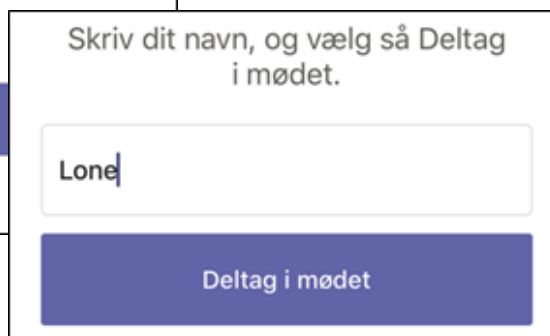 Skriv dit navn, og vælg så Deltag
i mødet.
Lone
Deltag i mødet